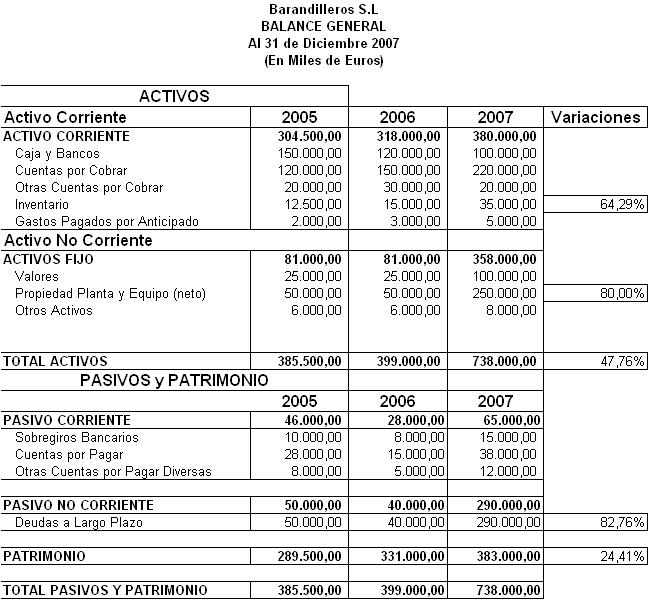 Barandilleros S.L
BALANCE GENERAL
Al 31 de Diciembre 2007
(En Miles de Euros)
ACTIVOS
Activo Corriente 2005 2006 2007 Variaciones
ACTIVO CORRIENTE 304.500,00 318.000,00 380.000,00
Caja y Bancos 150.000,00 120.000,00 100.000,00
Cuentas por Cobrar 120.000,00 150.000,00 220.000,00
Otras Cuentas por Cobrar 20.000,00 30.000,00 20.000,00
Inventario 12.500,00 15.000,00 35.000,00 64,29%
Gastos Pagados por Anticipado 2.000,00 3.000,00 5.000,00
Activo No Corriente
ACTIVOS FIJO 81.000,00 81.000,00 358.000,00
Valores 25.000,00 25.000,00 100.000,00
Propiedad Planta y Equipo (neto) 50.000,00 50.000,00 250.000,00 80,00%
Otros Activos 6.000,00 6.000,00 8.000,00
TOTAL ACTIVOS 385.500,00 399.000,00 738.000,00 47,76%
PASIVOS y PATRIMONIO
2005 2006 2007
PASIVO CORRIENTE 46.000,00 28.000,00 65.000,00
Sobregiros Bancarios 10.000,00 8.000,00 15.000,00
Cuentas por Pagar 28.000,00 15.000,00 38.000,00
Otras Cuentas por Pagar Diversas 8.000,00 5.000,00 12.000,00
PASIVO NO CORRIENTE 50.000,00 40.000,00 290.000,00
Deudas a Largo Plazo 50.000,00 40.000,00 290.000,00 82,76%
PATRIMONIO 289.500,00 331.000,00 383.000,00 24,41%
TOTAL PASIVOS Y PATRIMONIO 385.500,00 399.000,00 738.000,00